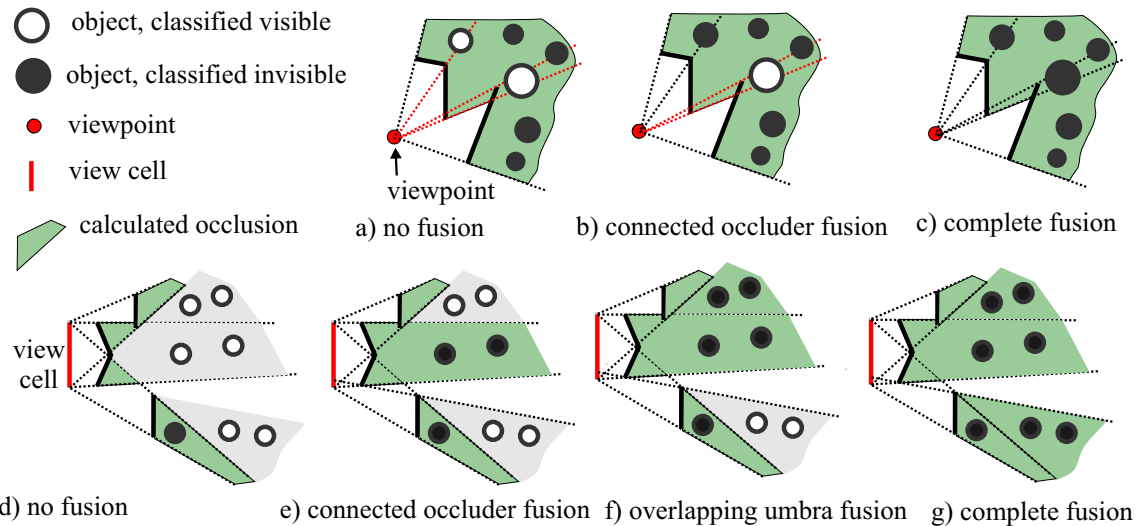 object, classified visible
object, classified invisible
viewpoint
view cell
calculated occlusion
viewpoint
a) no fusion
b) connected occluder fusion
c) complete fusion
view
cell
d) no fusion
e) connected occluder fusion
f) overlapping umbra fusion
g) complete fusion